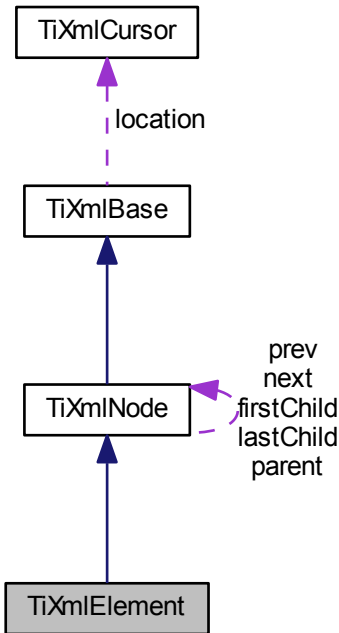 TiXmlCursor
location
TiXmlBase
prev
next
firstChild
lastChild
parent
TiXmlNode
TiXmlElement